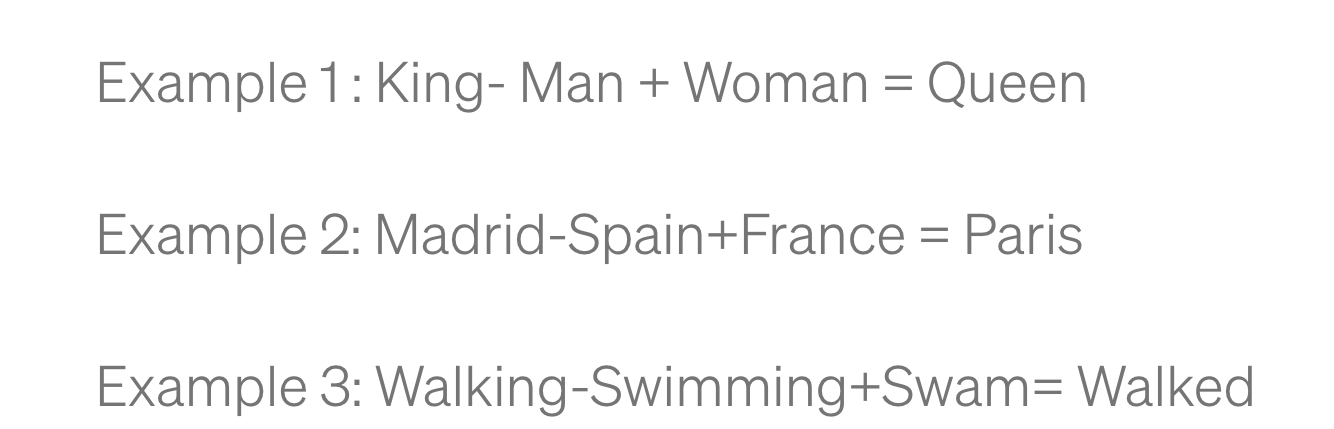 Example 1: King- Man + Woman = Queen
Example 2: Madrid-Spain+France = Paris
Example 3: Walking-Swimming+Swam= Walked